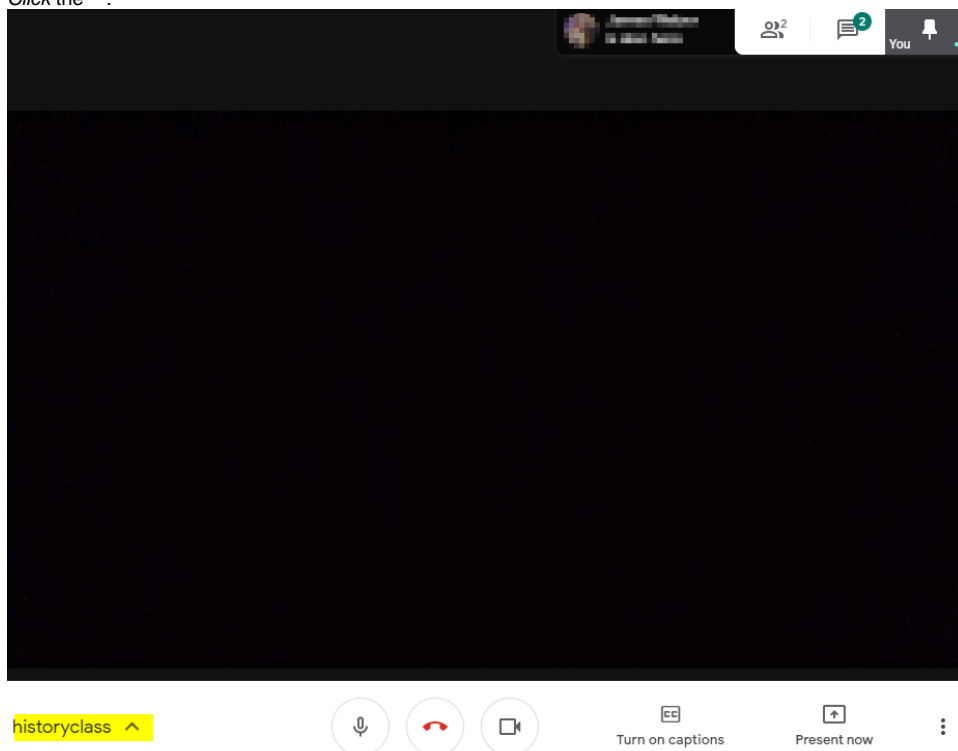 Click the " ".
2
2
You
historyclass
Turn on captions
Present now